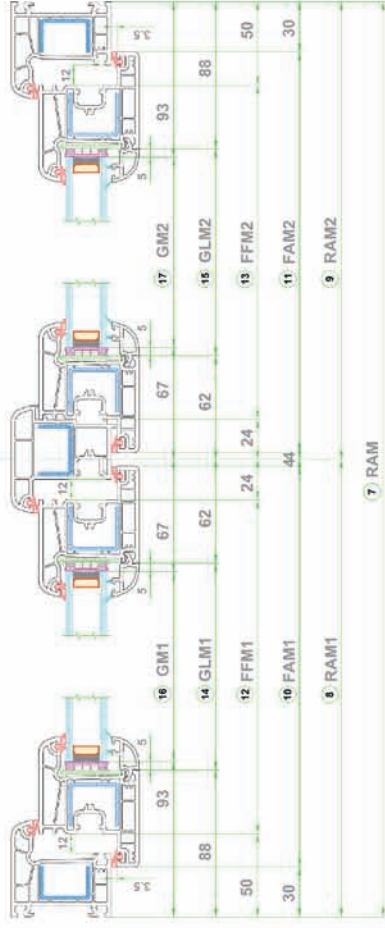 12 12 12
3.5 5 5 5 5 3.5
93 16 GM1 67 67 17 GM2 93
88 14 GLM1 62 62 15 GLM2 88
50 12 FFM1 24 24 13 FFM2 50
30 10 FAM1 44 11 FAM2 30
8 RAM1 9 RAM2
7 RAM